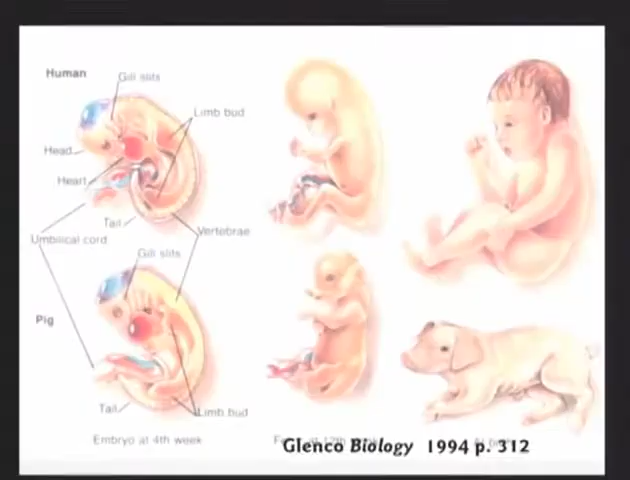 Human
Gill slits
Limb bud
Head
Heart
Tail
Umbilical cord
Vertebrae
Gill slits
Pig
Tail
Limb bud
Embryo at 4th week
Glenco Biology 1994 p. 312